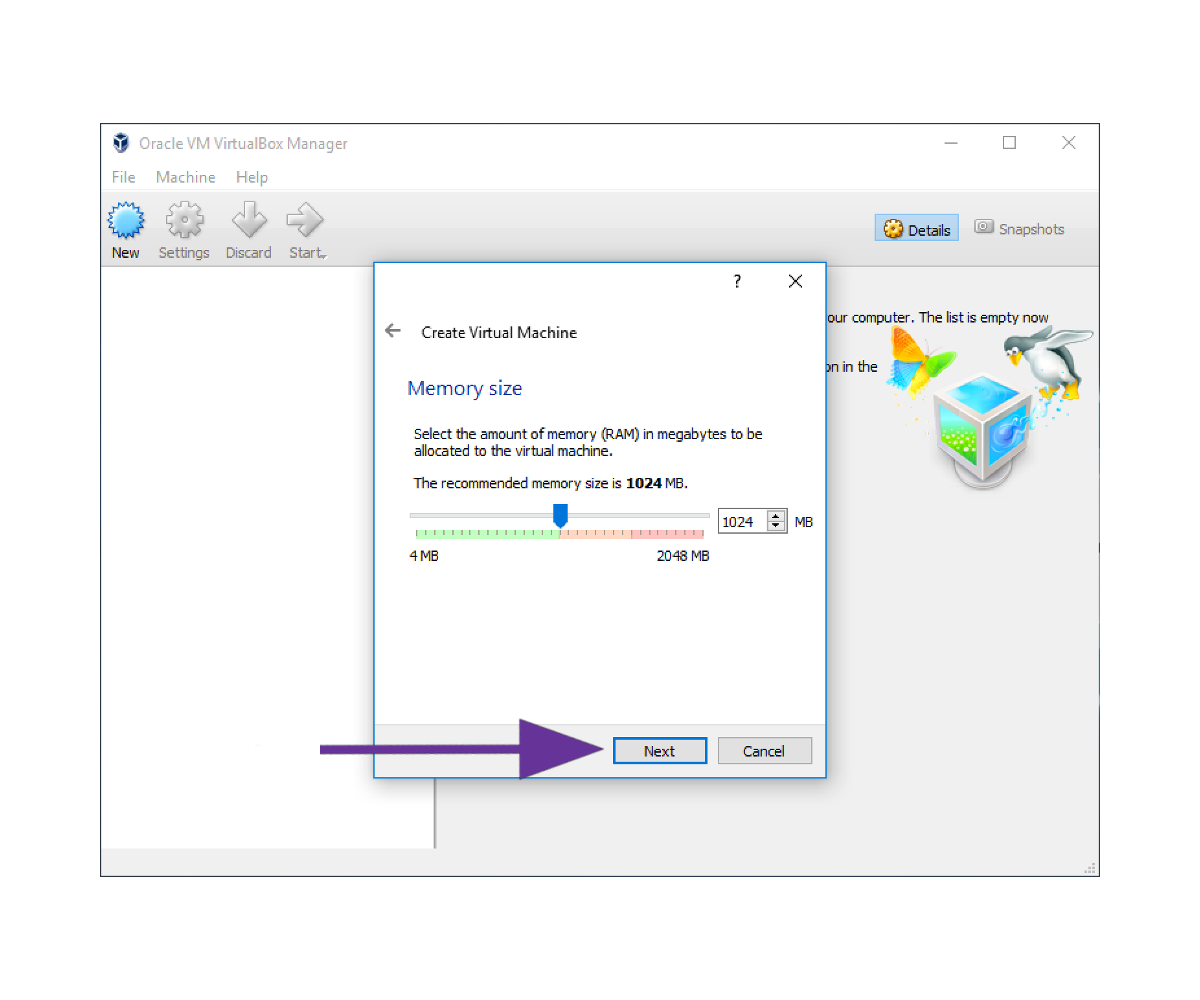 Oracle VM VirtualBox Manager
File Machine Help
New Settings Discard Start
Details Snapshots
?
our computer. The list is empty now
Create Virtual Machine
on in the
Memory size
Select the amount of memory (RAM) in megabytes to be
allocated to the virtual machine.
The recommended memory size is 1024 MB.
1024 MB
4 MB 2048 MB
Next Cancel